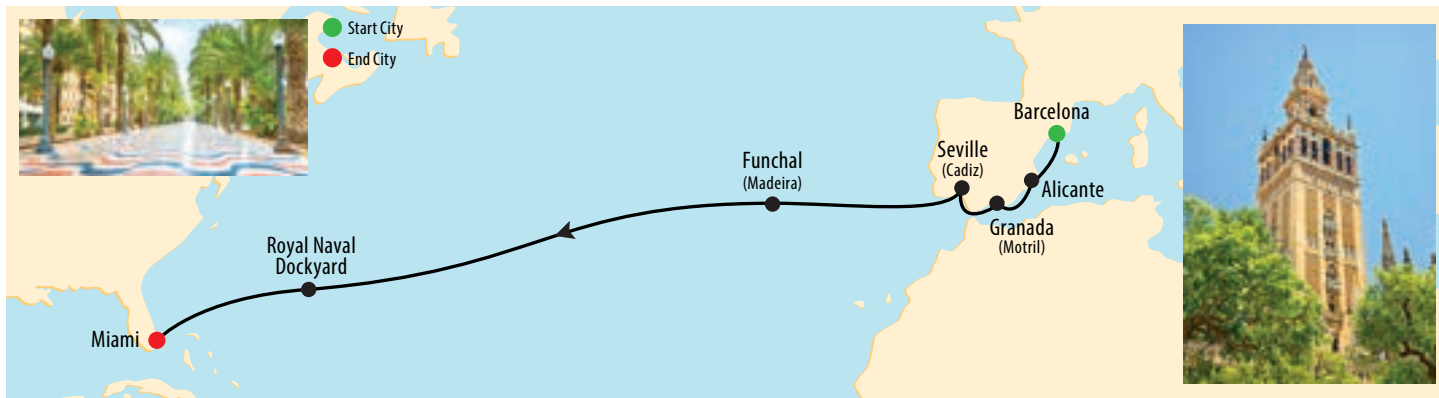 Start City
End City
Barcelona
Seville
(Cadiz)
Funchal
(Madeira)
Alicante
Granada
(Motril)
Royal Naval
Dockyard
Miami